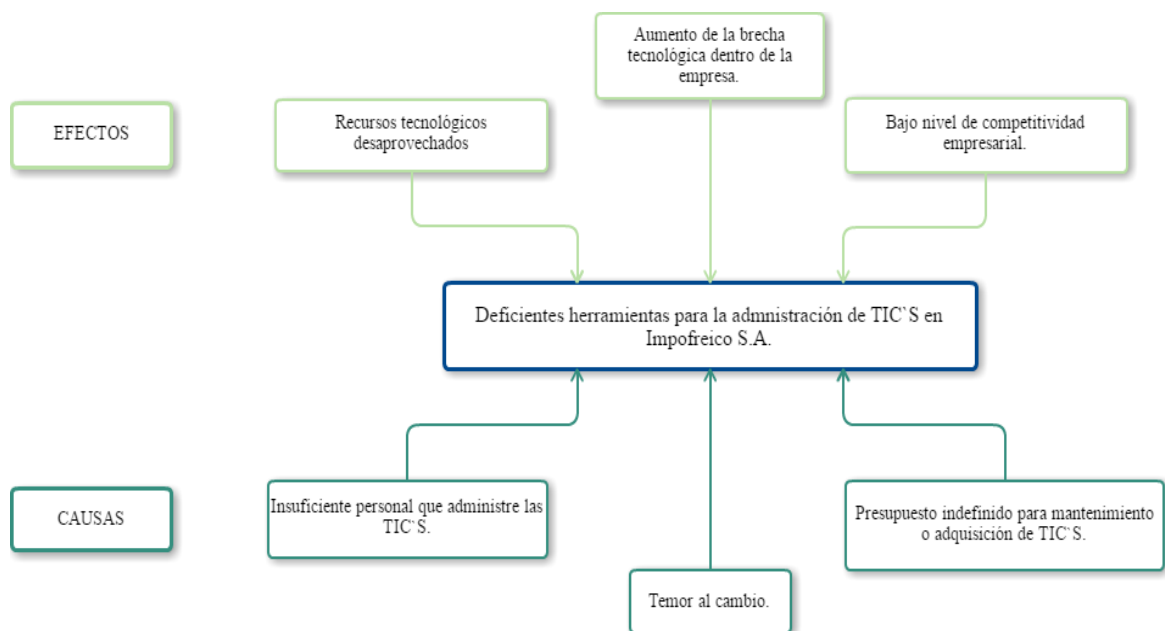 Aumento de la brecha
tecnológica dentro de la
empresa.
EFECTOS
Recursos tecnológicos
desaprovechados
Bajo nivel de competitividad
empresarial.
Deficientes herramientas para la admnistración de TIC`S en
Impofreico S.A.
CAUSAS
Insuficiente personal que administre las
TIC`S.
Presupuesto indefinido para mantenimiento
o adquisición de TIC`S.
Temor al cambio.